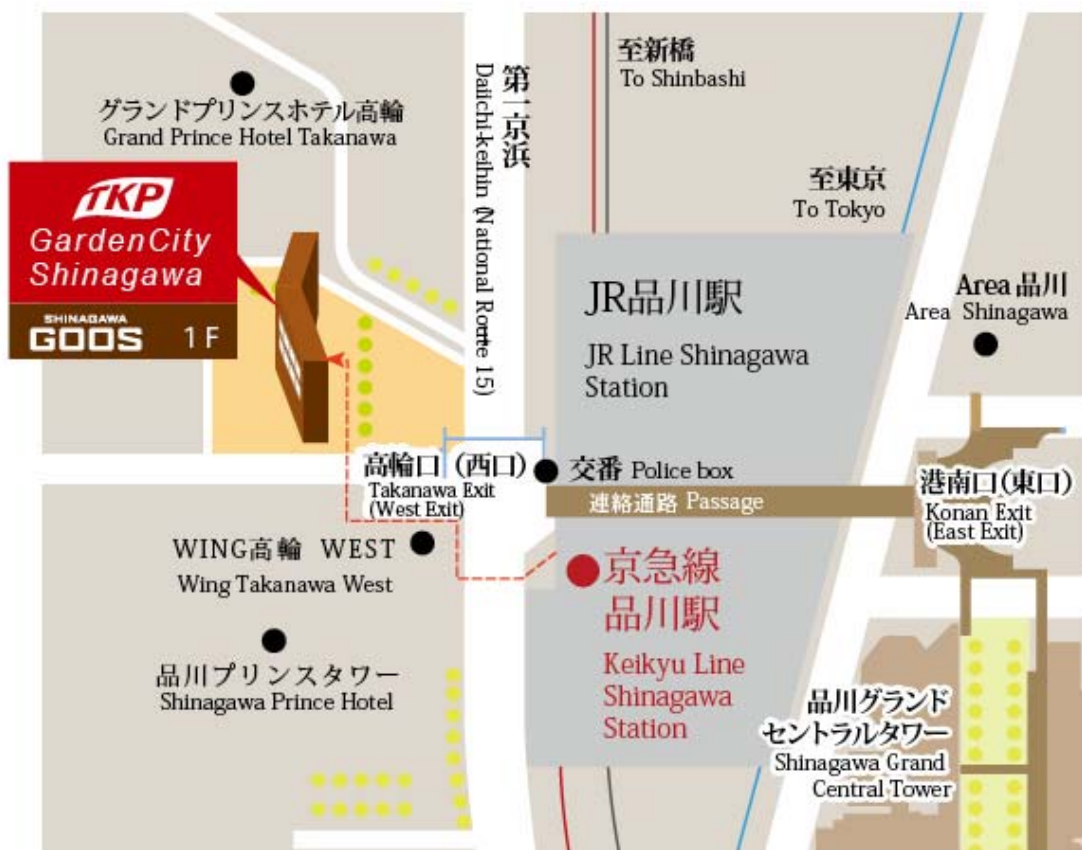 至新橋
To Shinbashi
グランドプリンスホテル高輪
Grand Prince Hotel Takanawa
第一京浜
Daiichi-keihin (National Route 15)
至東京
To Tokyo
TKP
GardenCity
Shinagawa
SHINAGAWA
GOOS 1F
JR品川駅
JR Line Shinagawa
Station
Area 品川
Area Shinagawa
高輪口（西口）
Takanawa Exit
(West Exit)
交番 Police box
連絡通路 Passage
港南口(東口)
Konan Exit
(East Exit)
WING高輪 WEST
Wing Takanawa West
京急線
品川駅
Keikyu Line
Shinagawa
Station
品川プリンスタワー
Shinagawa Prince Hotel
品川グランド
セントラルタワー
Shinagawa Grand
Central Tower